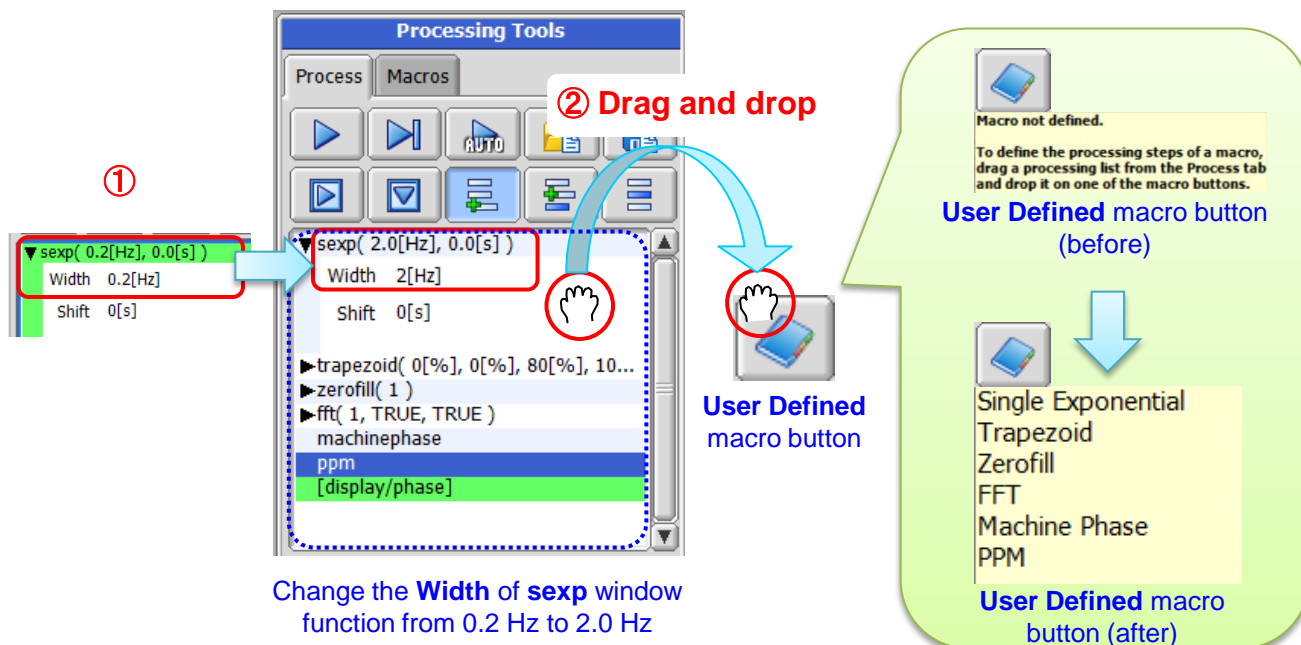 Processing Tools
Process
Macros
② Drag and drop
AUTO
①
sexp( 0.2[Hz], 0.0[s] )
Width 0.2[Hz]
Shift 0[s]
sexp( 2.0[Hz], 0.0[s] )
Width 2[Hz]
Shift 0[s]
trapezoid( 0[%], 0[%], 80[%], 10...
zerofill( 1 )
fft( 1, TRUE, TRUE )
machinephase
ppm
[display/phase]
Change the Width of sexp window
function from 0.2 Hz to 2.0 Hz
User Defined
macro button
Macro not defined.
To define the processing steps of a macro,
drag a processing list from the Process tab
and drop it on one of the macro buttons.
User Defined macro button
(before)
Single Exponential
Trapezoid
Zerofill
FFT
Machine Phase
PPM
User Defined macro
button (after)